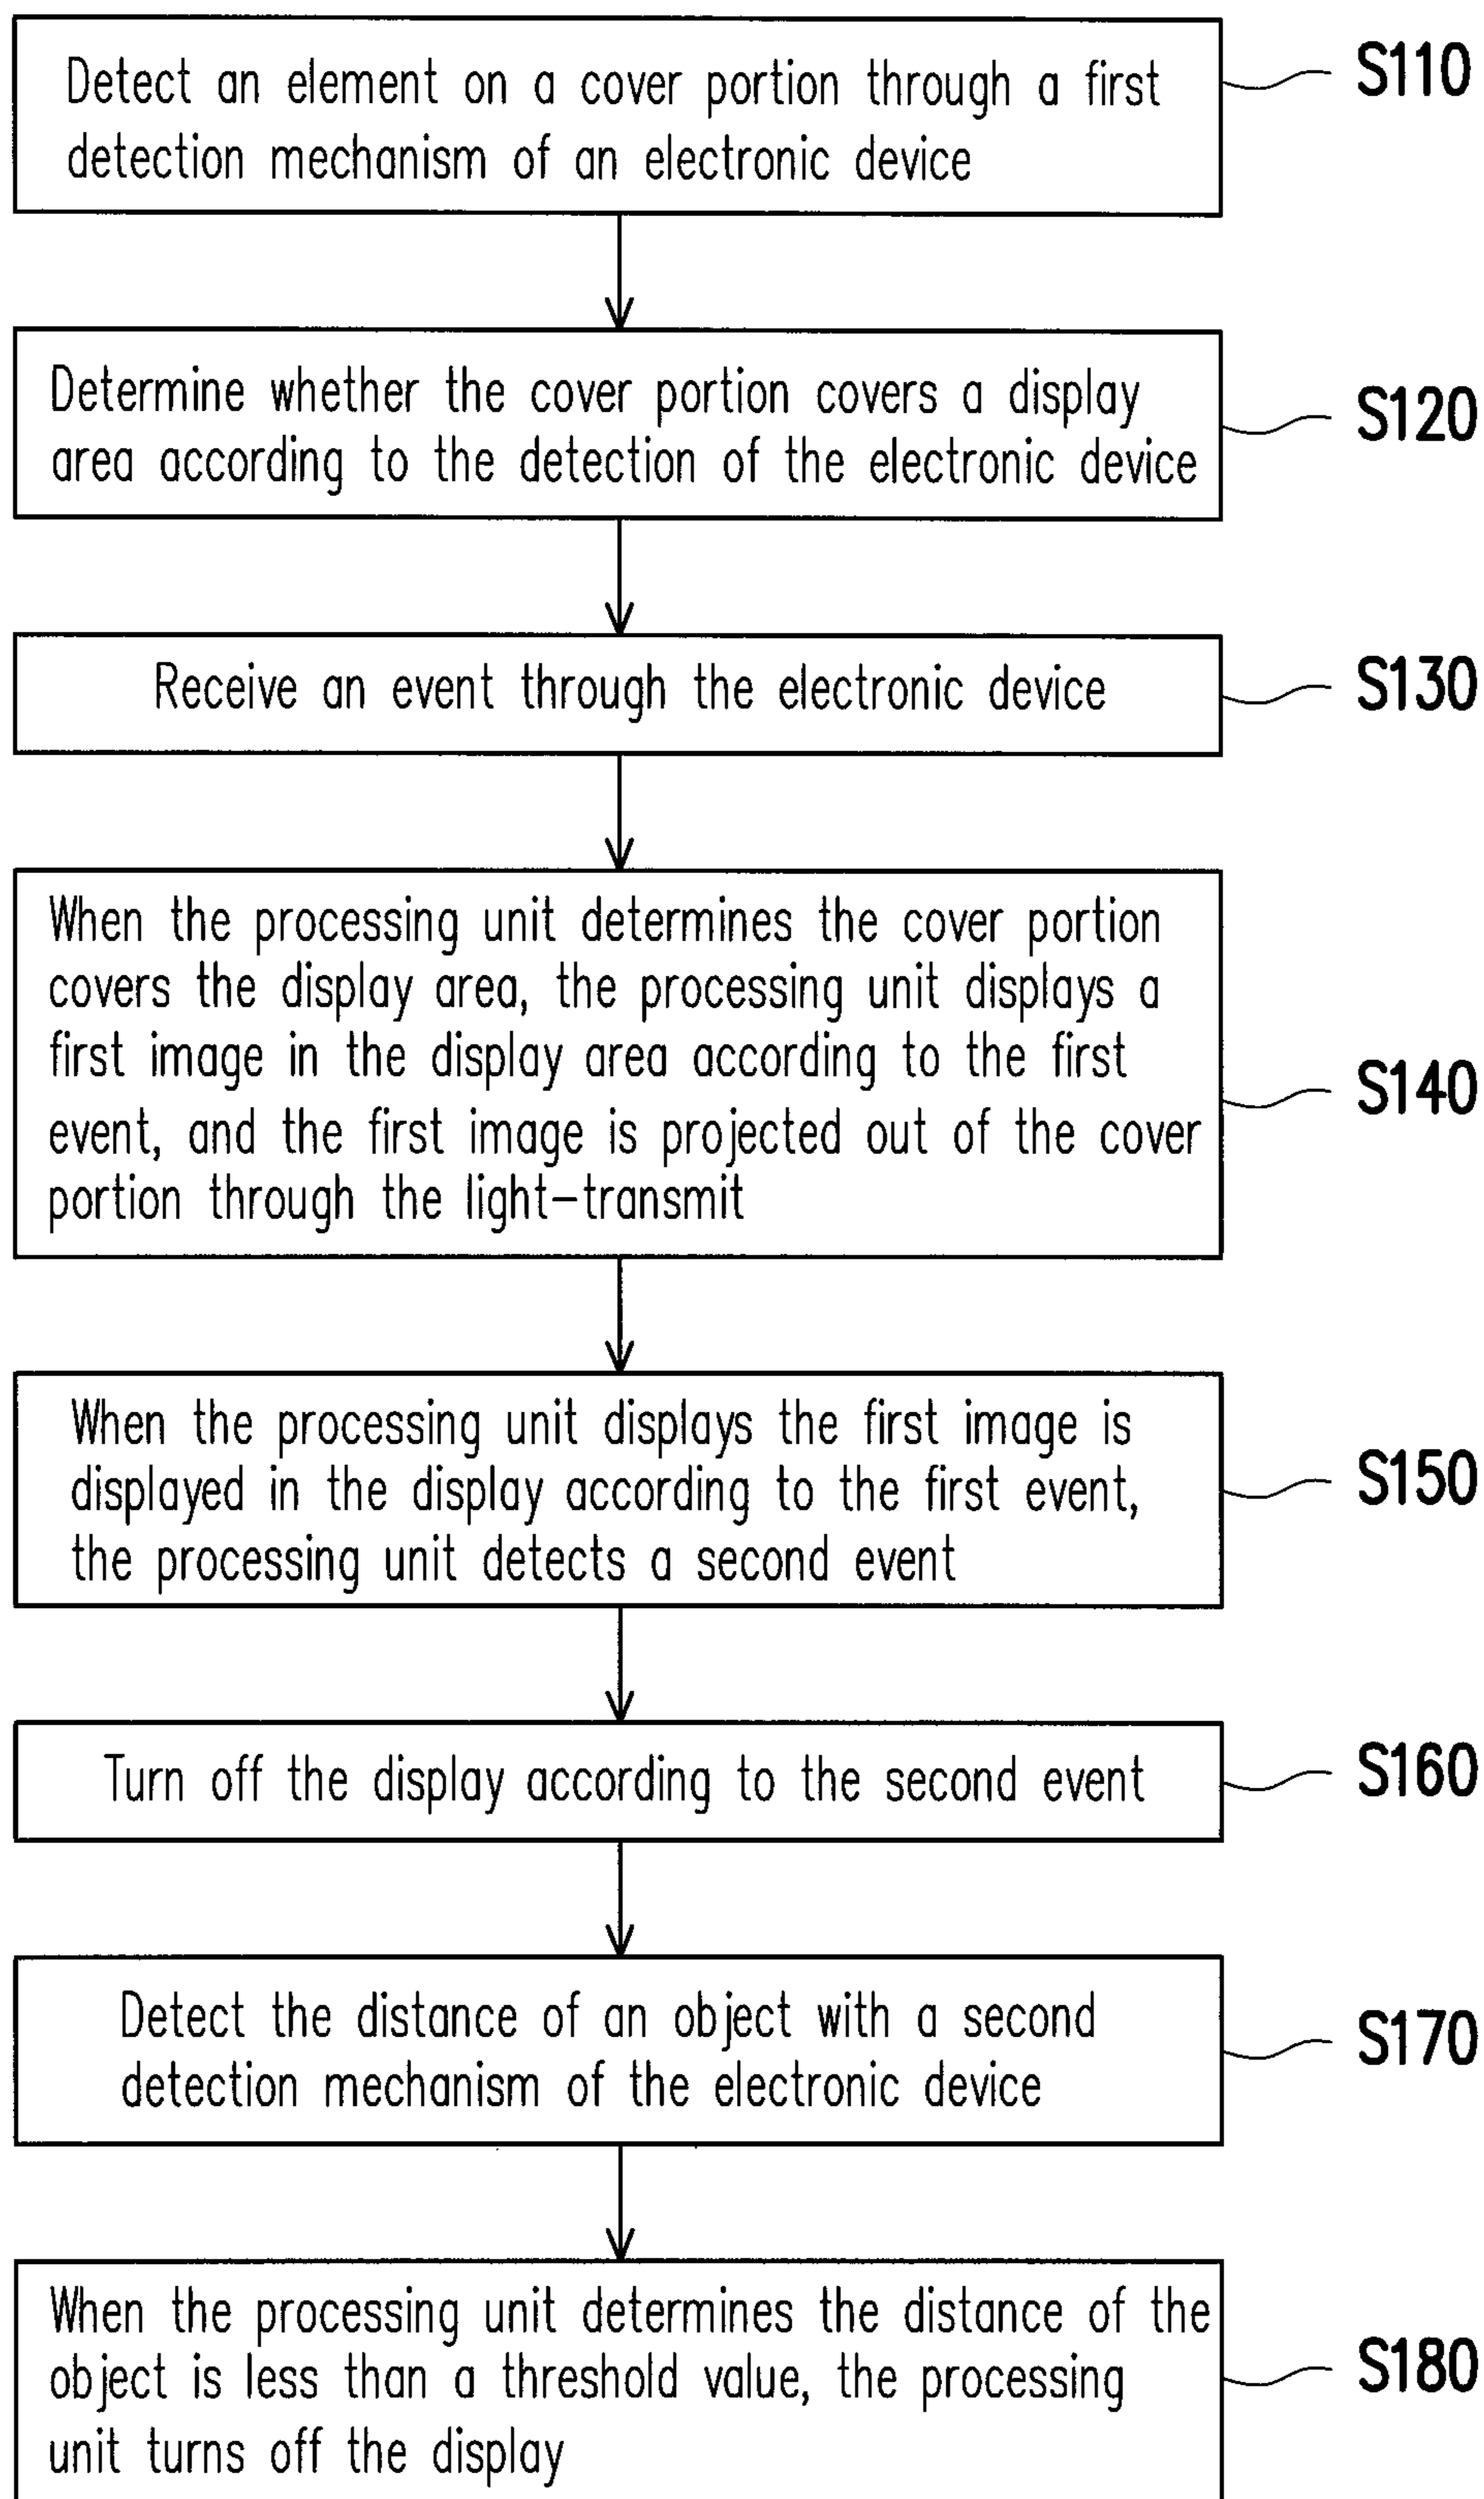 Detect an element on a cover portion through a first
detection mechanism of an electronic device
S110
Determine whether the cover portion covers a display
area according to the detection of the electronic device
S120
Receive an event through the electronic device
S130
When the processing unit determines the cover portion
covers the display area, the processing unit displays a
first image in the display area according to the first
event, and the first image is projected out of the cover
portion through the light-transmit
S140
When the processing unit displays the first image is
displayed in the display according to the first event,
the processing unit detects a second event
S150
Turn off the display according to the second event
S160
Detect the distance of an object with a second
detection mechanism of the electronic device
S170
When the processing unit determines the distance of the
object is less than a threshold value, the processing
unit turns off the display
S180